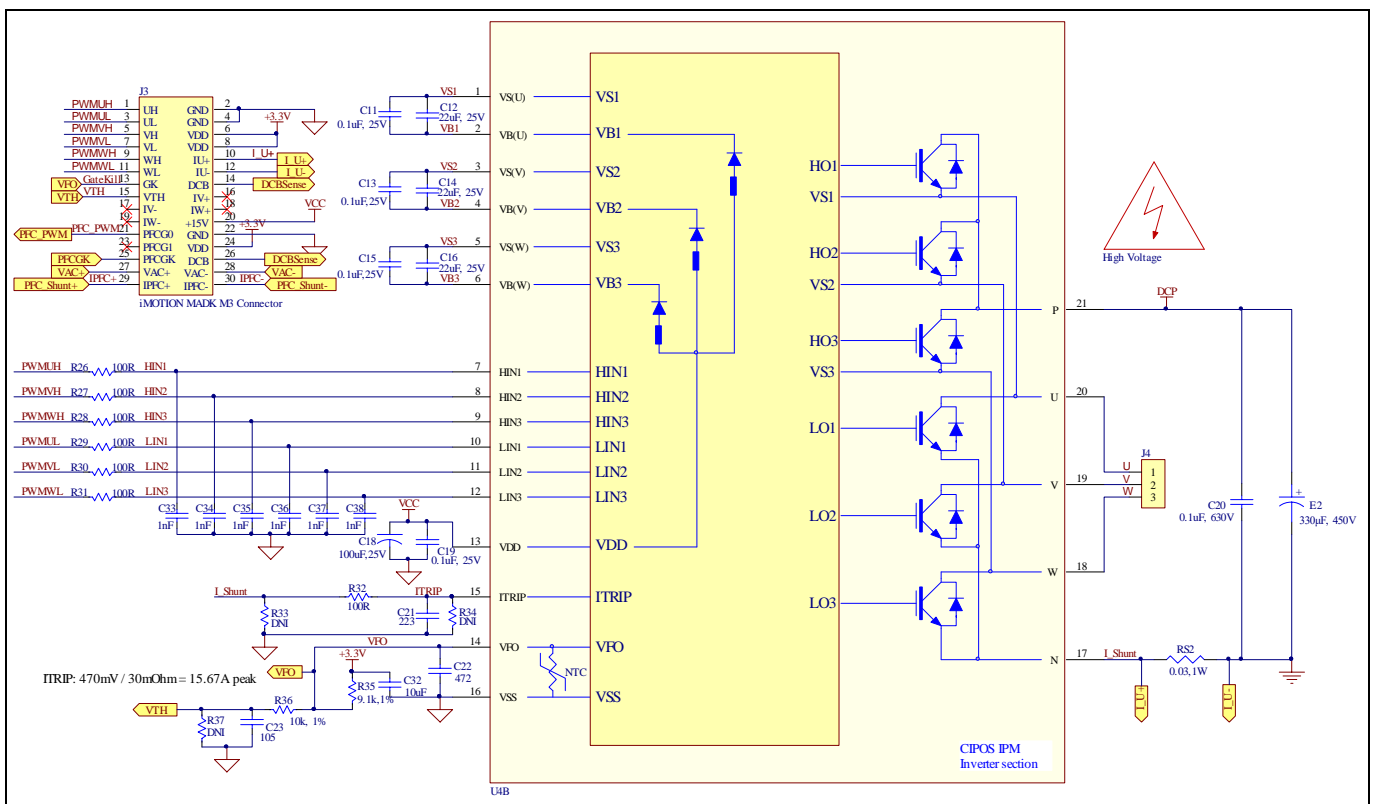 J3
PWMUH 1 UH GND 2
PWMUL 3 UL GND 4 +3.3V
PWMVH 5 VH VDD 6
PWMVL 7 VL VDD 8
PWMWH 9 WH IU+ 10 I_U+ I_U+
PWMWL 11 WL IU- 12 I_U-
VFO GateKill 13 GK DCB 14 DCBSense
VTH 15 VTH IV+ 16
17 IV- IW+ 18 VCC
19 IW- +15V 20
PFC_PWM PFC_PWM 21 PFCG0 GND 22 +3.3V
23 PFCG1 VDD 24
PFCGK 25 PFCGK DCB 26 DCBSense
VAC+ 27 VAC+ VAC- 28 VAC-
PFC_Shunt+ IPFC+ 29 IPFC+ IPFC- 30 IPFC- PFC_Shunt-
iMOTION MADK M3 Connector
VS1 1 VS(U) VS1
C11 0.1uF, 25V
C12 22uF, 25V
VB1 2 VB(U) VB1
VS2 3 VS(V) VS2
C13 0.1uF,25V
C14 22uF, 25V
VB2 4 VB(V) VB2
VS3 5 VS(W) VS3
C15 0.1uF,25V
C16 22uF, 25V
VB3 6 VB(W) VB3
PWMUH R26 100R HIN1 7 HIN1 HIN1
PWMVH R27 100R HIN2 8 HIN2 HIN2
PWMWH R28 100R HIN3 9 HIN3 HIN3
PWMUL R29 100R LIN1 10 LIN1 LIN1
PWMVL R30 100R LIN2 11 LIN2 LIN2
PWMWL R31 100R LIN3 12 LIN3 LIN3
C33 1nF
C34 1nF
C35 1nF
C36 1nF
C37 1nF
C38 1nF
VCC
C18 100uF,25V
C19 0.1uF, 25V
13 VDD VDD
I_Shunt R32 100R ITRIP 15 ITRIP ITRIP
R33 DNI
C21 223
R34 DNI
VFO 14 VFO VFO
VFO
+3.3V
C22 472
NTC
R35 9.1k,1%
C32 10uF
16 VSS VSS
ITRIP: 470mV / 30mOhm = 15.67A peak
VTH
R36 10k, 1%
R37 DNI
C23 105
HO1
VS1
HO2
VS2
HO3
VS3
LO1
LO2
LO3
High Voltage
P 21 DCP
U 20
J4
U 1
V 2
W 3
V 19
W 18
C20 0.1uF, 630V
+
E2 330µF, 450V
N 17 I_Shunt
RS2 0.03,1W
I_U+
I_U-
CIPOS IPM
Inverter section
U4B